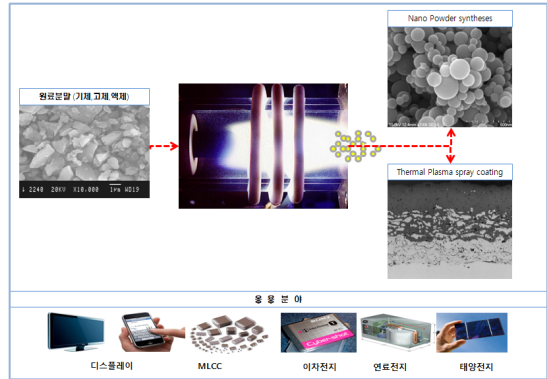 Nano Powder syntheses
원료분말 (기체,고체,액체)
2240 20KV X10,000 1µm WD19
Thermal Plasma spray coating
응 용 분 야
Cyber-shot
디스플레이
MLCC
이차전지
연료전지
태양전지